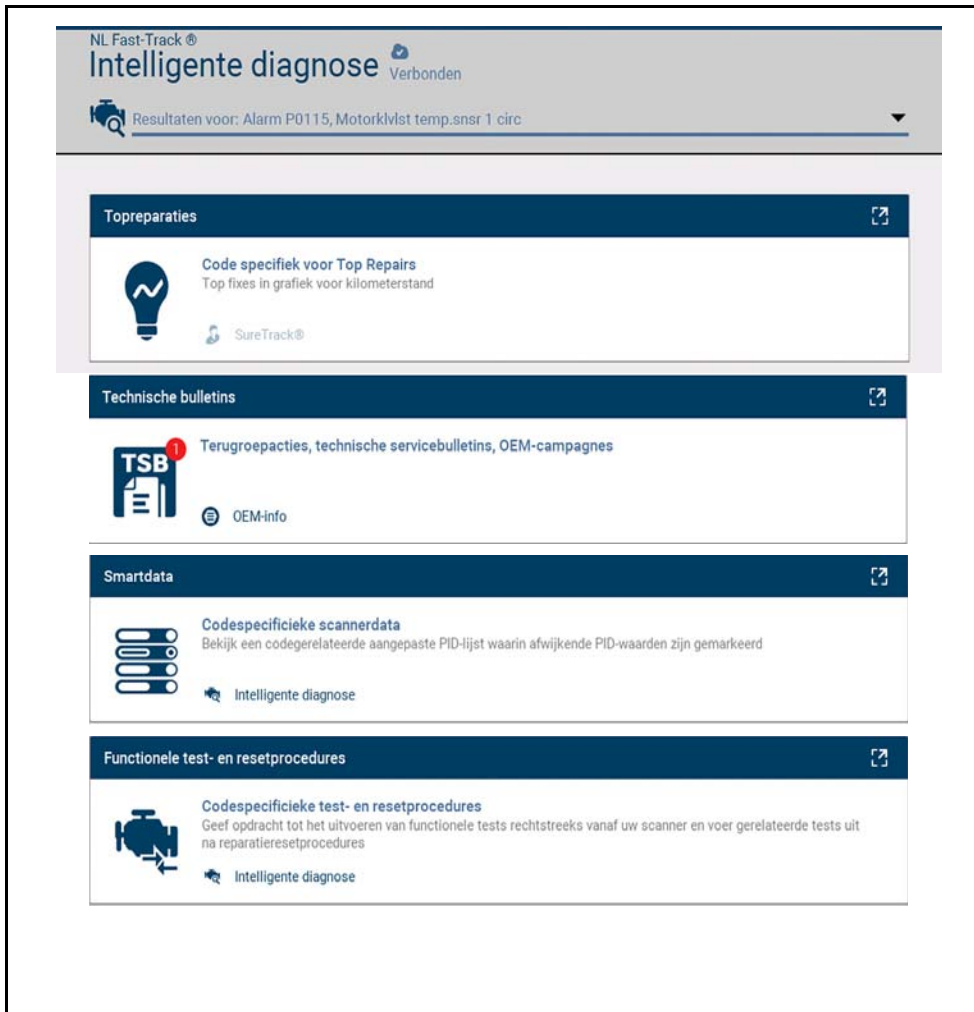 NL Fast-Track ®
Intelligente diagnose Verbonden
Resultaten voor: Alarm P0115, Motorklvlst temp.snsr 1 circ
Topreparaties
Code specifiek voor Top Repairs
Top fixes in grafiek voor kilometerstand
SureTrack®
Technische bulletins
TSB 1
Terugroepacties, technische servicebulletins, OEM-campagnes
OEM-info
Smartdata
Codespecificieke scannerdata
Bekijk een codegerelateerde aangepaste PID-lijst waarin afwijkende PID-waarden zijn gemarkeerd
Intelligente diagnose
Functionele test- en resetprocedures
Codespecificieke test- en resetprocedures
Geef opdracht tot het uitvoeren van functionele tests rechtstreeks vanaf uw scanner en voer gerelateerde tests uit
na reparatieresetprocedures
Intelligente diagnose